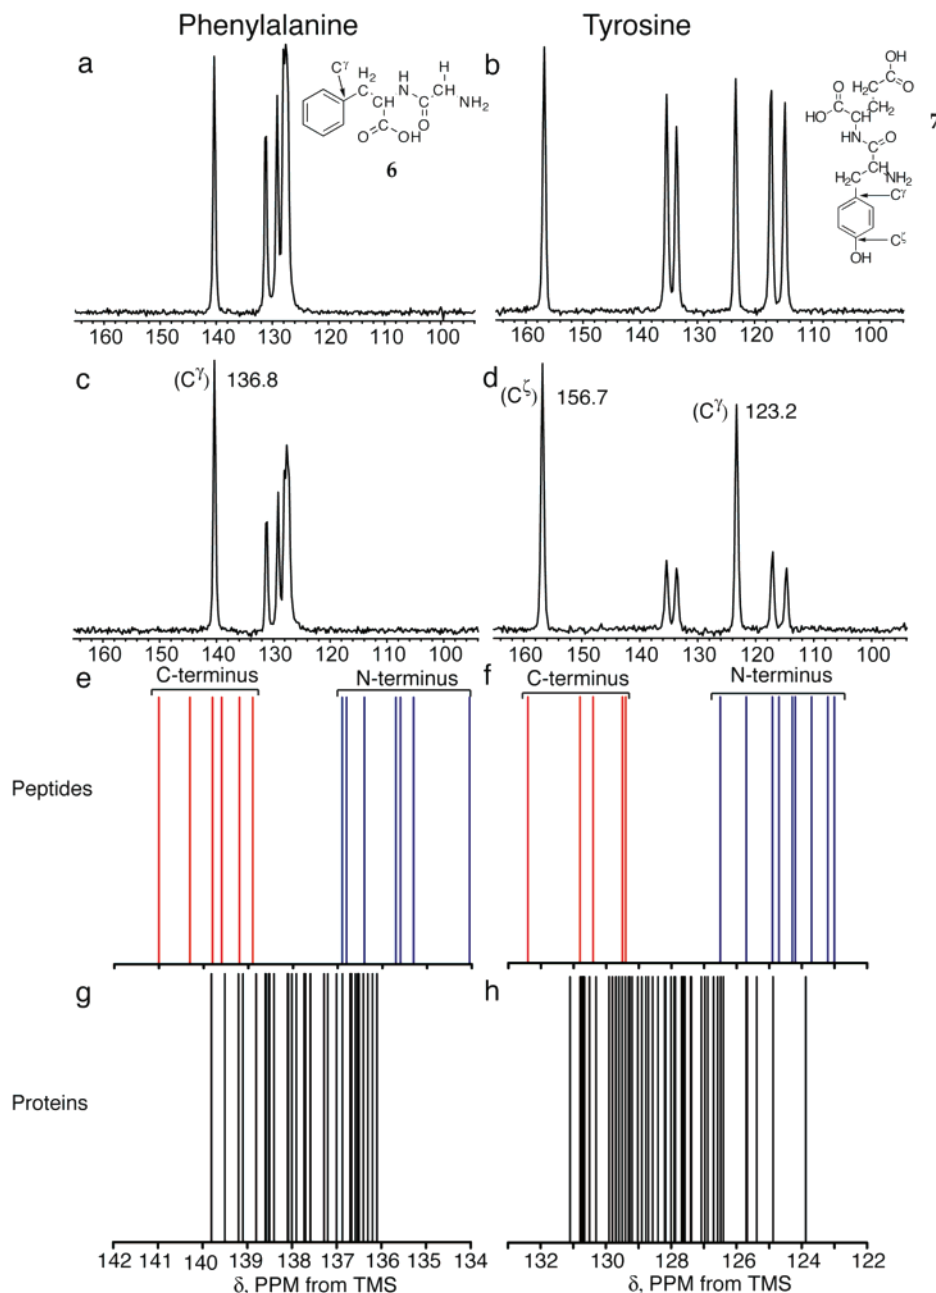 Phenylalanine
Tyrosine
a
Cγ
H2
C
H
N
O
OH
O
H
CH
NH2
6
b
OH
C
O
H2C
CH2
O
C
CH
HO
HN
O
C
CH
H2C
NH2
Cγ
Cζ
OH
7
160 150 140 130 120 110 100
160 150 140 130 120 110 100
c
(Cγ) 136.8
d
(Cζ) 156.7
(Cγ) 123.2
160 150 140 130 120 110 100
160 150 140 130 120 110 100
e
C-terminus
N-terminus
f
C-terminus
N-terminus
Peptides
g
h
Proteins
142 141 140 139 138 137 136 135 134
132 130 128 126 124 122
δ, PPM from TMS
δ, PPM from TMS